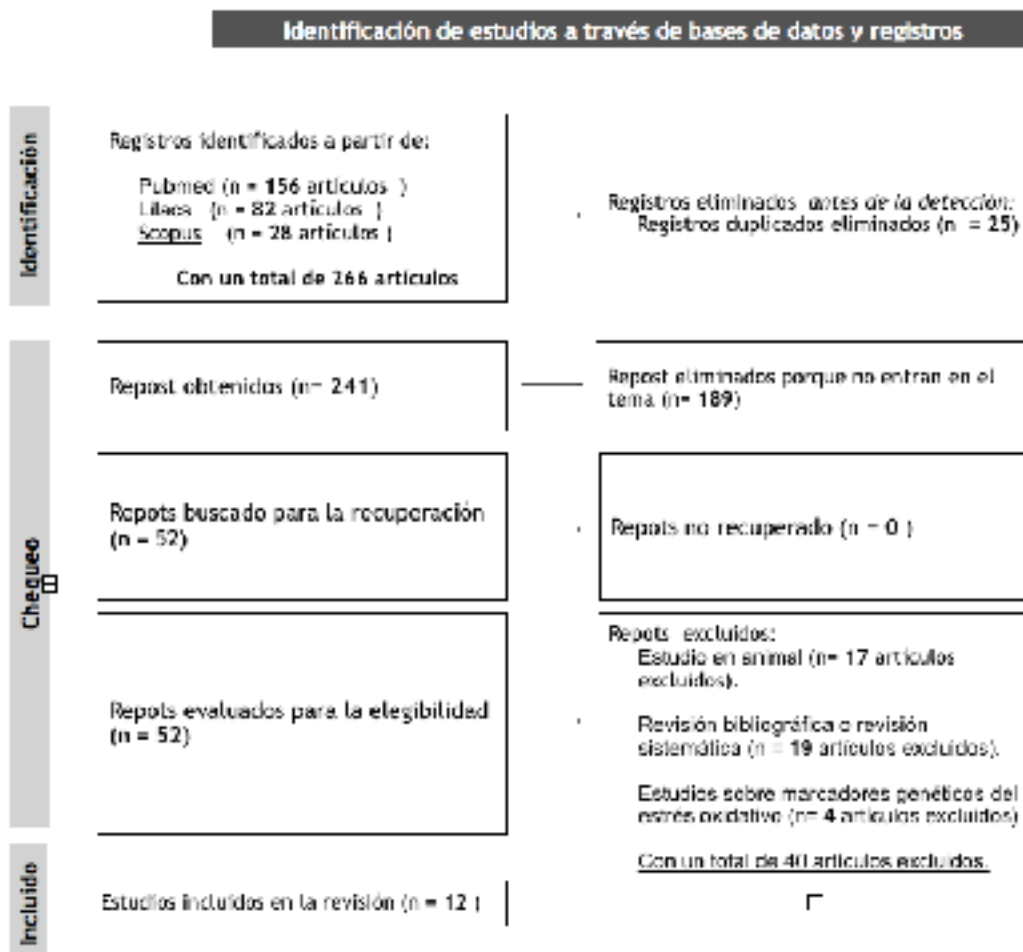 Identificación de estudios a través de bases de datos y registros
Identificación
Registros identificados a partir de:
Pubmed (n = 156 artículos )
Lilacs (n = 82 artículos )
Scopus (n = 28 artículos )
Con un total de 266 artículos
Registros eliminados antes de la detección:
Registros duplicados eliminados (n = 25)
Chequeo
Repost obtenidos (n= 241)
Repost eliminados porque no entran en el
tema (n= 189)
Repots buscado para la recuperación
(n = 52)
Repots no recuperado (n = 0 )
Repots evaluados para la elegibilidad
(n = 52)
Repots excluidos:
Estudio en animal (n= 17 artículos
excluidos).
Revisión bibliográfica o revisión
sistemática (n = 19 artículos excluidos).
Estudios sobre marcadores genéticos del
estrés oxidativo (n= 4 artículos excluidos)
Con un total de 40 artículos excluidos.
Incluido
Estudios incluidos en la revisión (n = 12 )